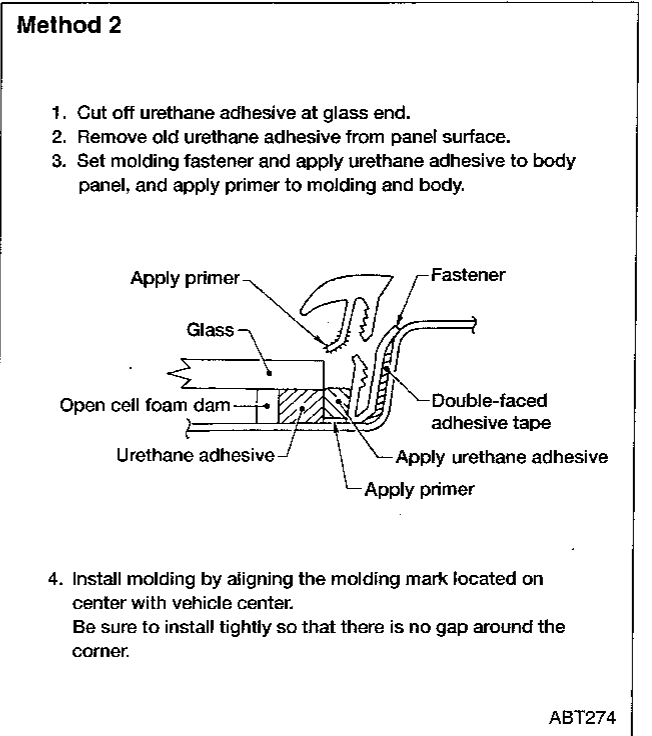 Method 2
1. Cut off urethane adhesive at glass end.
2. Remove old urethane adhesive from panel surface.
3. Set molding fastener and apply urethane adhesive to body
panel, and apply primer to molding and body.
Apply primer
Fastener
Glass
Open cell foam dam
Double-faced
adhesive tape
Urethane adhesive
Apply urethane adhesive
Apply primer
4. Install molding by aligning the molding mark located on
center with vehicle center.
Be sure to install tightly so that there is no gap around the
corner.
ABT274